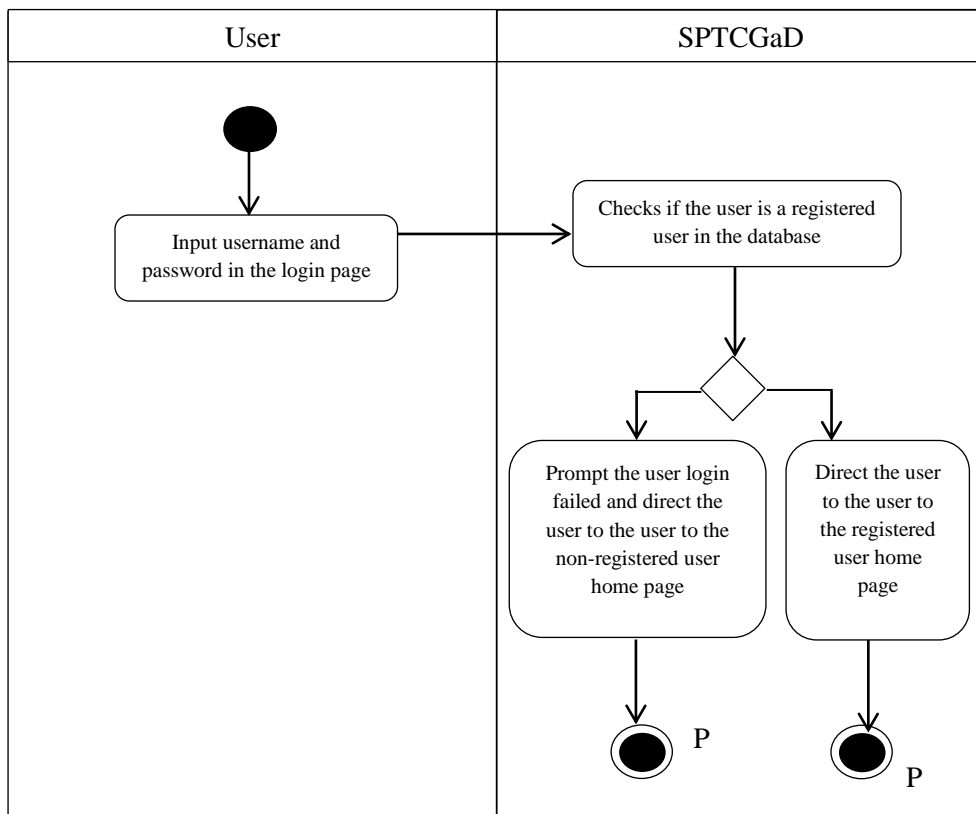 User
SPTCGaD
Input username and
password in the login page
Checks if the user is a registered
user in the database
Prompt the user login
failed and direct the
user to the user to the
non-registered user
home page
Direct the user
to the user to
the registered
user home
page
P
P